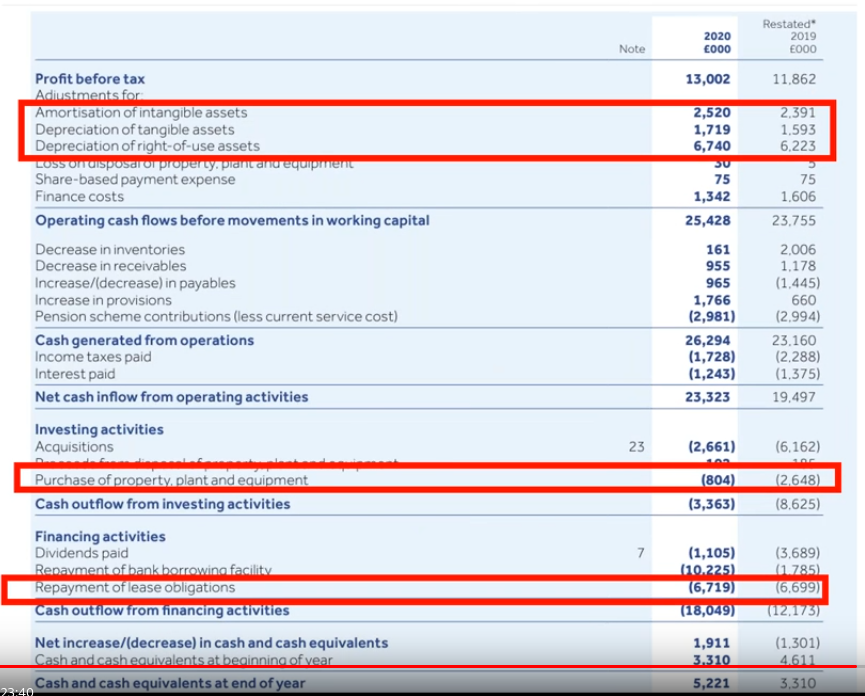 Restated*
2020 2019
Note £000 £000
Profit before tax 13,002 11,862
Adjustments for:
Amortisation of intangible assets 2,520 2,391
Depreciation of tangible assets 1,719 1,593
Depreciation of right-of-use assets 6,740 6,223
Loss on disposal of property, plant and equipment 30 5
Share-based payment expense 75 75
Finance costs 1,342 1,606
Operating cash flows before movements in working capital 25,428 23,755
Decrease in inventories 161 2,006
Decrease in receivables 955 1,178
Increase/(decrease) in payables 965 (1,445)
Increase in provisions 1,766 660
Pension scheme contributions (less current service cost) (2,981) (2,994)
Cash generated from operations 26,294 23,160
Income taxes paid (1,728) (2,288)
Interest paid (1,243) (1,375)
Net cash inflow from operating activities 23,323 19,497
Investing activities
Acquisitions 23 (2,661) (6,162)
Proceeds from disposal of property, plant and equipment
Purchase of property, plant and equipment (804) (2,648)
Cash outflow from investing activities (3,363) (8,625)
Financing activities
Dividends paid 7 (1,105) (3,689)
Repayment of bank borrowing facility (10,225) (1,785)
Repayment of lease obligations (6,719) (6,699)
Cash outflow from financing activities (18,049) (12,173)
Net increase/(decrease) in cash and cash equivalents 1,911 (1,301)
Cash and cash equivalents at beginning of year 3,310 4,611
Cash and cash equivalents at end of year 5,221 3,310
23:40